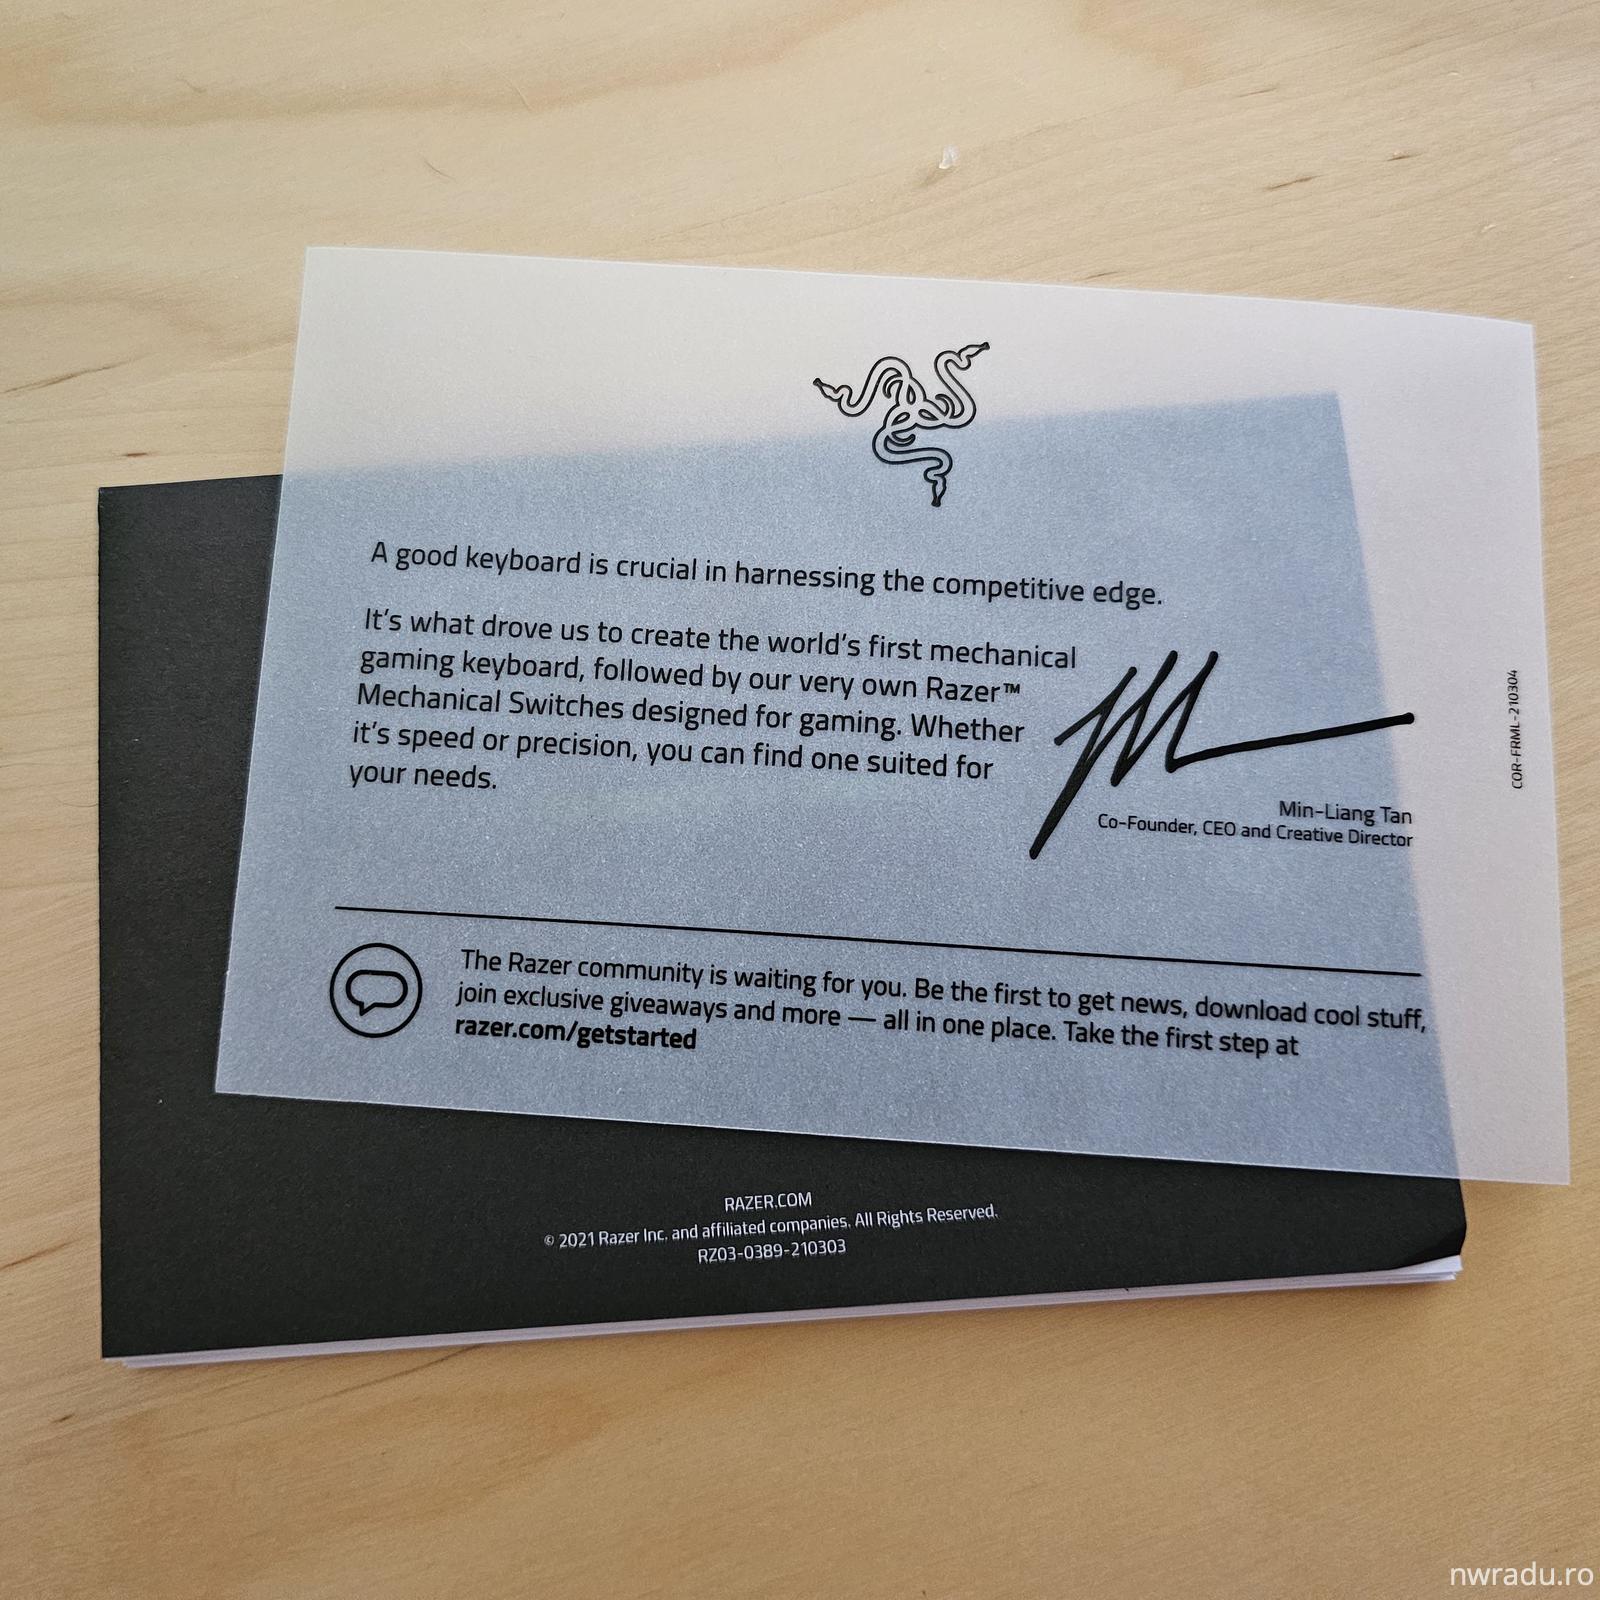 A good keyboard is crucial in harnessing the competitive edge.
It's what drove us to create the world's first mechanical
gaming keyboard, followed by our very own Razer™
Mechanical Switches designed for gaming. Whether
it's speed or precision, you can find one suited for
your needs.
Min-Liang Tan
Co-Founder, CEO and Creative Director
COR-FRML-210304
The Razer community is waiting for you. Be the first to get news, download cool stuff,
join exclusive giveaways and more — all in one place. Take the first step at
razer.com/getstarted
RAZER.COM
© 2021 Razer Inc. and affiliated companies. All Rights Reserved.
RZ03-0389-210303
nwradu.ro